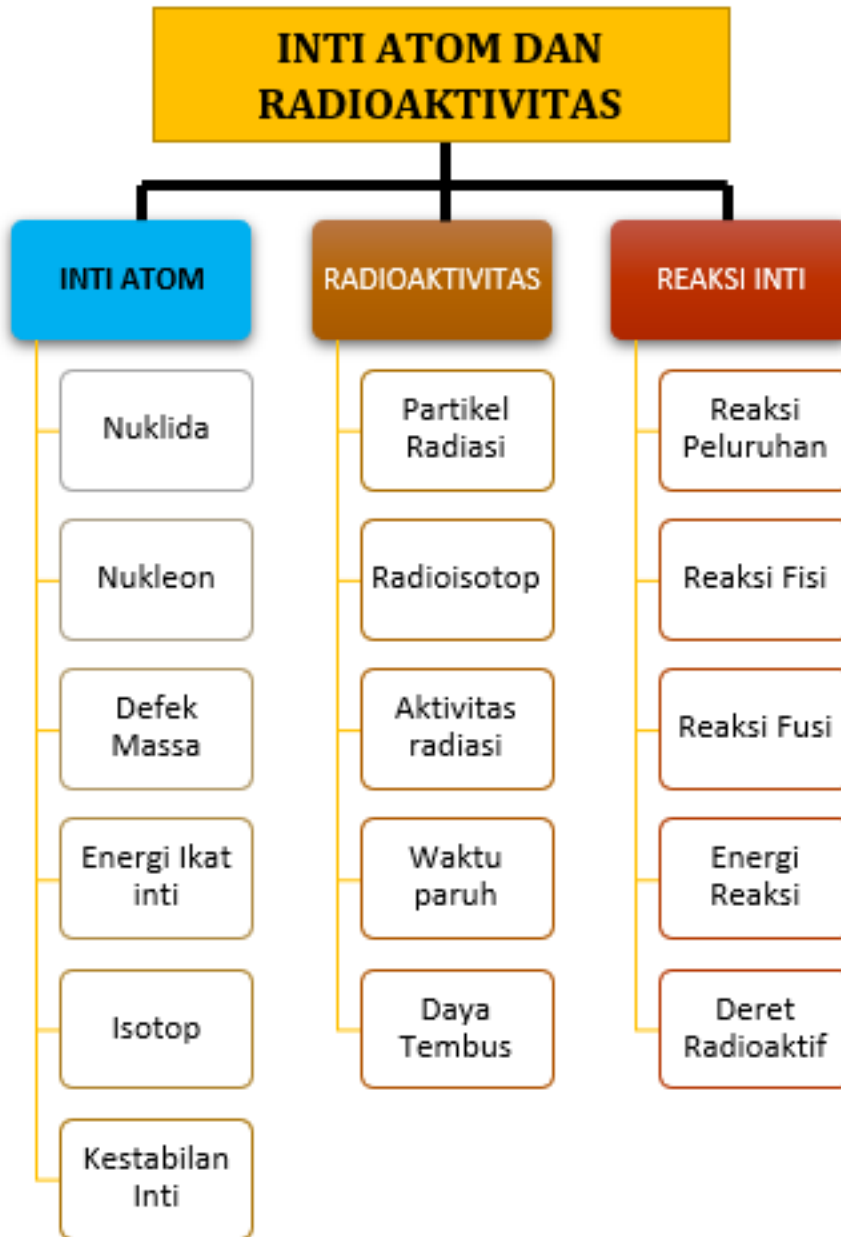 INTI ATOM DAN
RADIOAKTIVITAS
INTI ATOM
Nuklida
Nukleon
Defek
Massa
Energi Ikat
inti
Isotop
Kestabilan
Inti
RADIOAKTIVITAS
Partikel
Radiasi
Radioisotop
Aktivitas
radiasi
Waktu
paruh
Daya
Tembus
REAKSI INTI
Reaksi
Peluruhan
Reaksi Fisi
Reaksi Fusi
Energi
Reaksi
Deret
Radioaktif